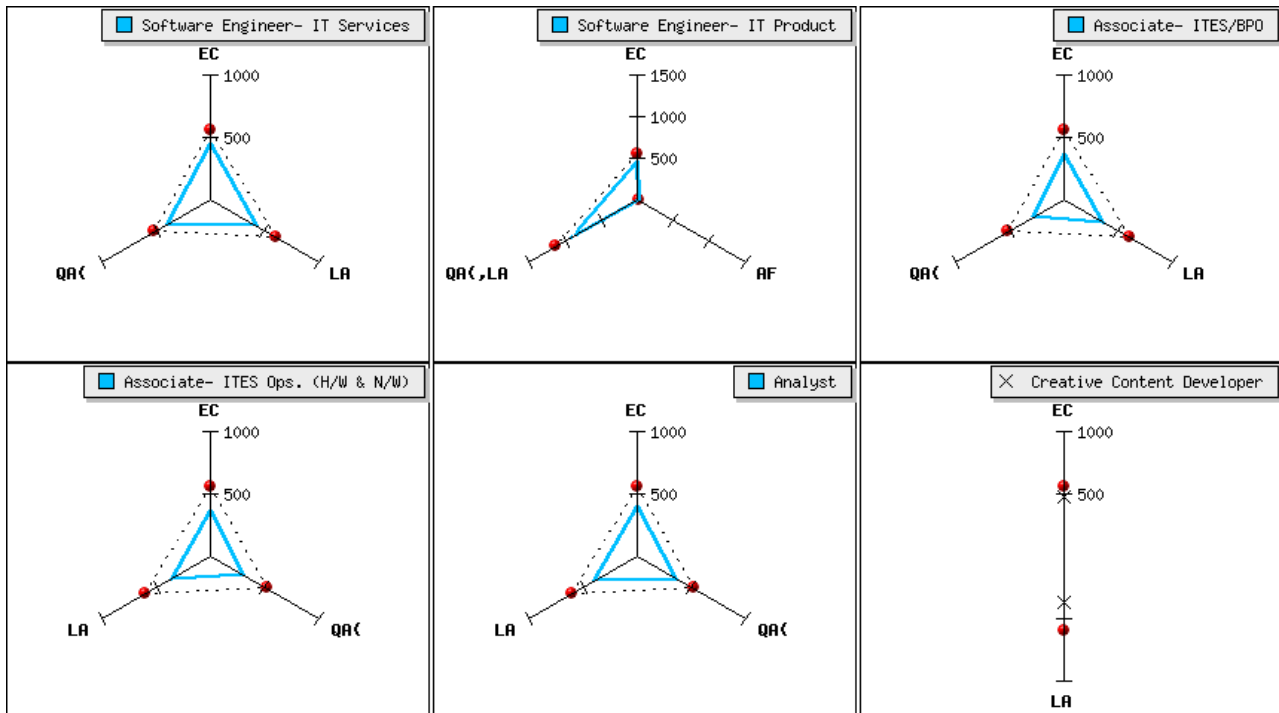 Software Engineer- IT Services
EC
1000
500
QA(
LA
Software Engineer- IT Product
EC
1500
1000
500
QA(,LA
AF
Associate- ITES/BPO
EC
1000
500
QA(
LA
Associate- ITES Ops. (H/W & N/W)
EC
1000
500
LA
QA(
Analyst
EC
1000
500
LA
QA(
Creative Content Developer
EC
1000
500
LA